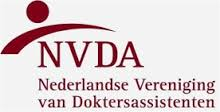 NVDA
Nederlandse Vereniging
van Doktersassistenten